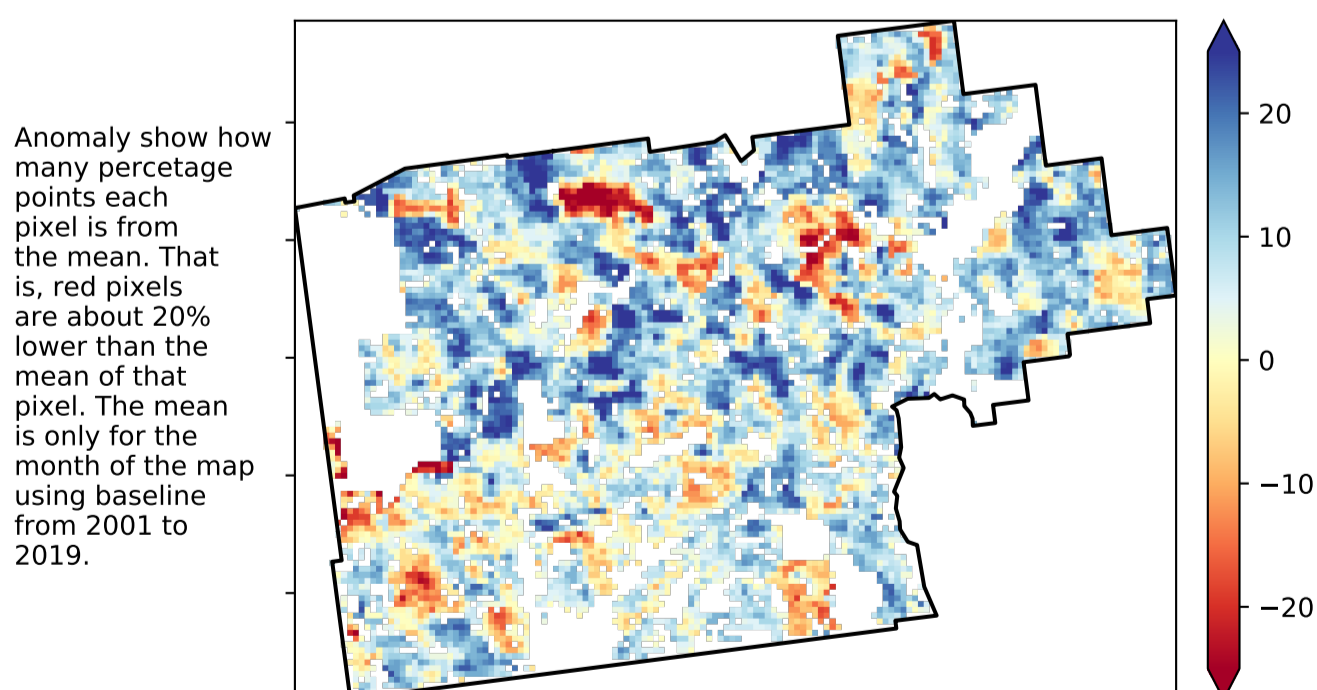 Anomaly show how
many percetage
points each
pixel is from
the mean. That
is, red pixels
are about 20%
lower than the
mean of that
pixel. The mean
is only for the
month of the map
using baseline
from 2001 to
2019.
20
10
0
−10
−20